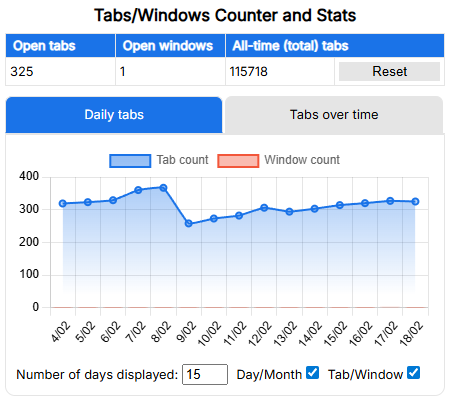 Tabs/Windows Counter and Stats
Open tabs Open windows All-time (total) tabs
325 1 115718 Reset
Daily tabs Tabs over time
Tab count Window count
400
300
200
100
0
4/02 5/02 6/02 7/02 8/02 9/02 10/02 11/02 12/02 13/02 14/02 15/02 16/02 17/02 18/02
Number of days displayed: 15 Day/Month Tab/Window